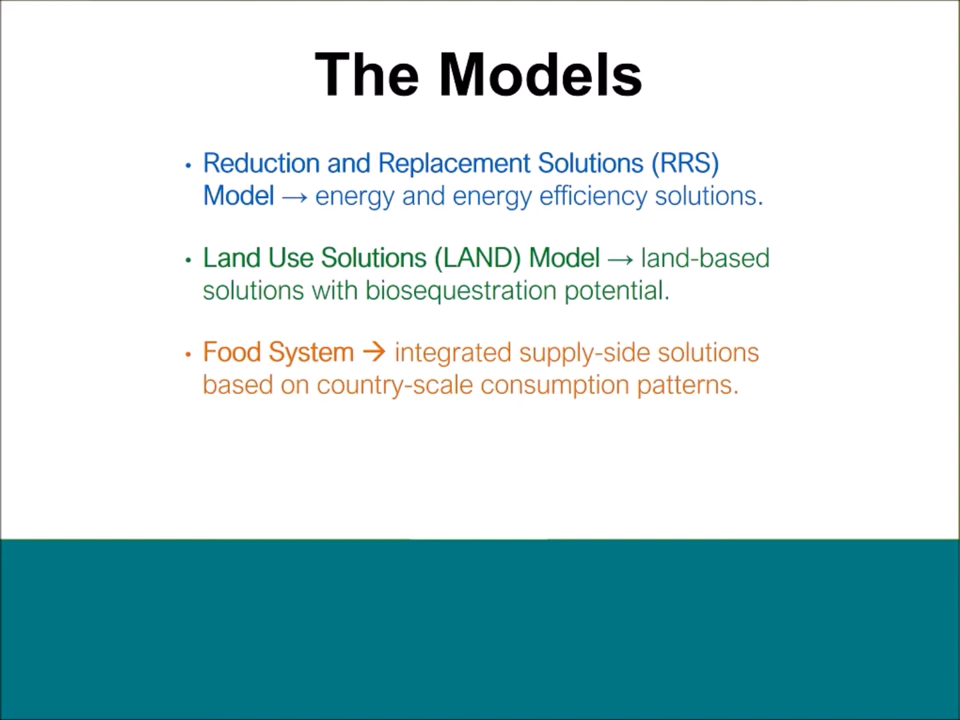 The Models
• Reduction and Replacement Solutions (RRS)
Model → energy and energy efficiency solutions.
• Land Use Solutions (LAND) Model → land-based
solutions with biosequestration potential.
• Food System → integrated supply-side solutions
based on country-scale consumption patterns.